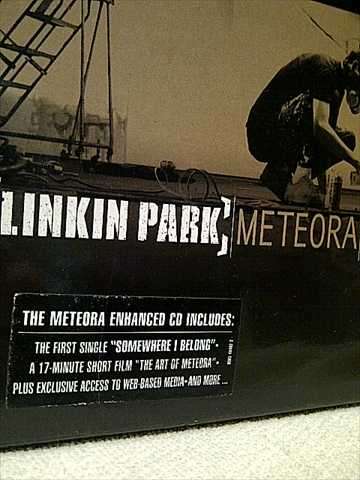 LINKIN PARK] METEORA
THE METEORA ENHANCED CD INCLUDES:
THE FIRST SINGLE "SOMEWHERE I BELONG"•
A 17-MINUTE SHORT FILM "THE ART OF METEORA"•
PLUS EXCLUSIVE ACCESS TO WEB-BASED MEDIA•AND MORE ...